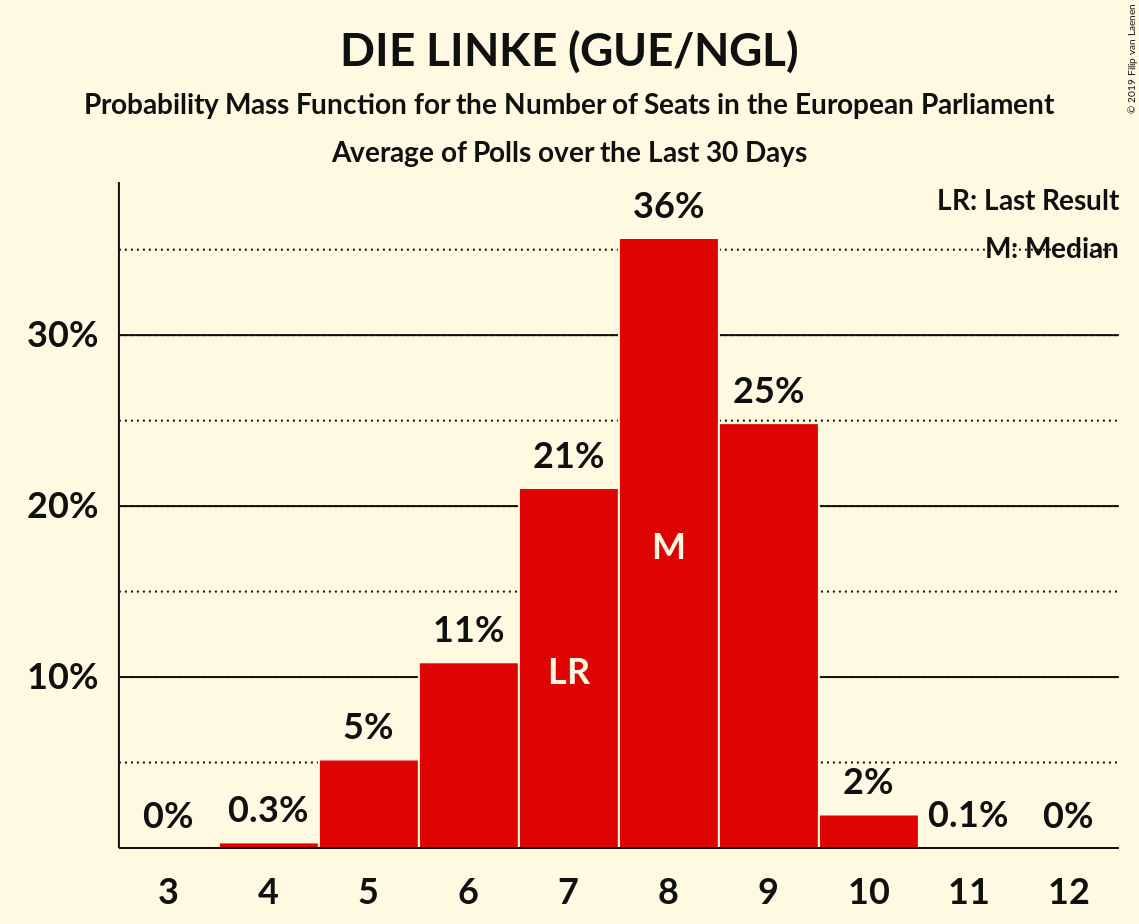 DIE LINKE (GUE/NGL)
Probability Mass Function for the Number of Seats in the European Parliament
Average of Polls over the Last 30 Days
© 2019 Filip van Laenen
LR: Last Result
M: Median
36%
30%
25%
21%
20%
M
11%
LR
10%
5%
2%
0%
0.3%
0.1%
0%
3 4 5 6 7 8 9 10 11 12